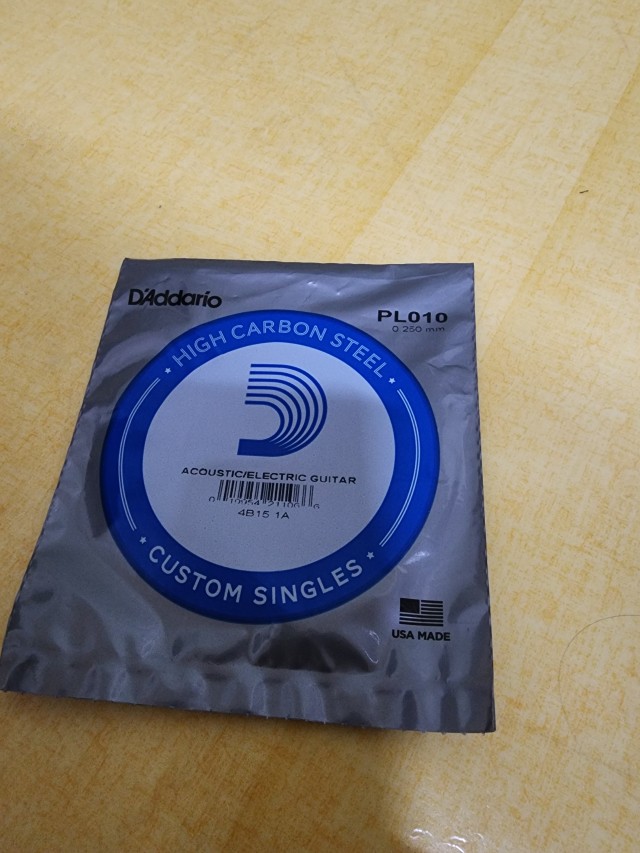 D'Addario
PL010
0.250 mm
HIGH CARBON STEEL
ACOUSTIC/ELECTRIC GUITAR
4B15 1A
CUSTOM SINGLES
USA MADE